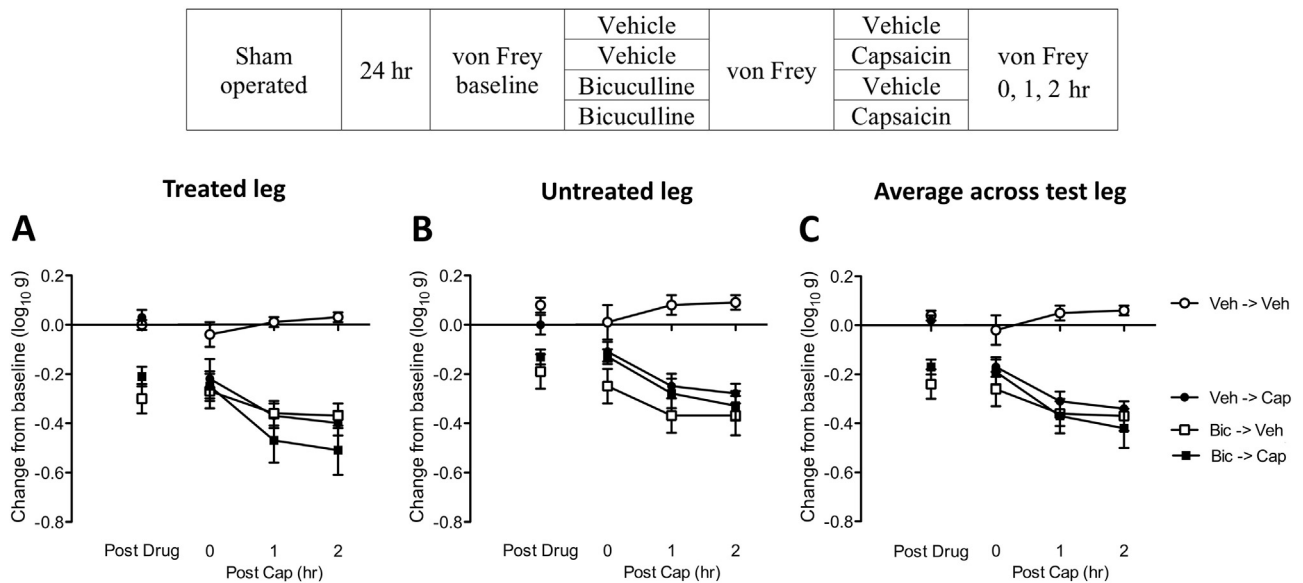 Sham
operated
24 hr
von Frey
baseline
Vehicle
Vehicle
Bicuculline
Bicuculline
von Frey
Vehicle
Capsaicin
Vehicle
Capsaicin
von Frey
0, 1, 2 hr
Treated leg
A
Change from baseline (log10 g)
0.2
0.0
-0.2
-0.4
-0.6
-0.8
Post Drug
0
1
2
Post Cap (hr)
Untreated leg
B
Change from baseline (log10 g)
0.2
0.0
-0.2
-0.4
-0.6
-0.8
Post Drug
0
1
2
Post Cap (hr)
Average across test leg
C
Change from baseline (log10 g)
0.2
0.0
-0.2
-0.4
-0.6
-0.8
Post Drug
0
1
2
Post Cap (hr)
Veh -> Veh
Veh -> Cap
Bic -> Veh
Bic -> Cap